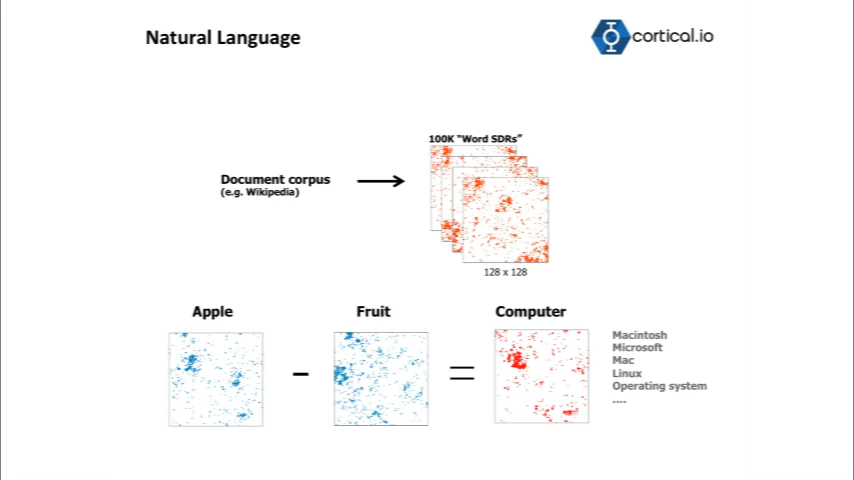 Natural Language
cortical.io
100K "Word SDRs"
Document corpus
(e.g. Wikipedia)
128 x 128
Apple
Fruit
Computer
Macintosh
Microsoft
Mac
Linux
Operating system
....